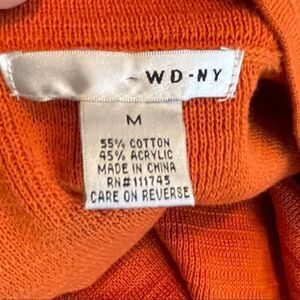 WD-NY
M
55% COTTON
45% ACRYLIC
MADE IN CHINA
RN#111745
CARE ON REVERSE